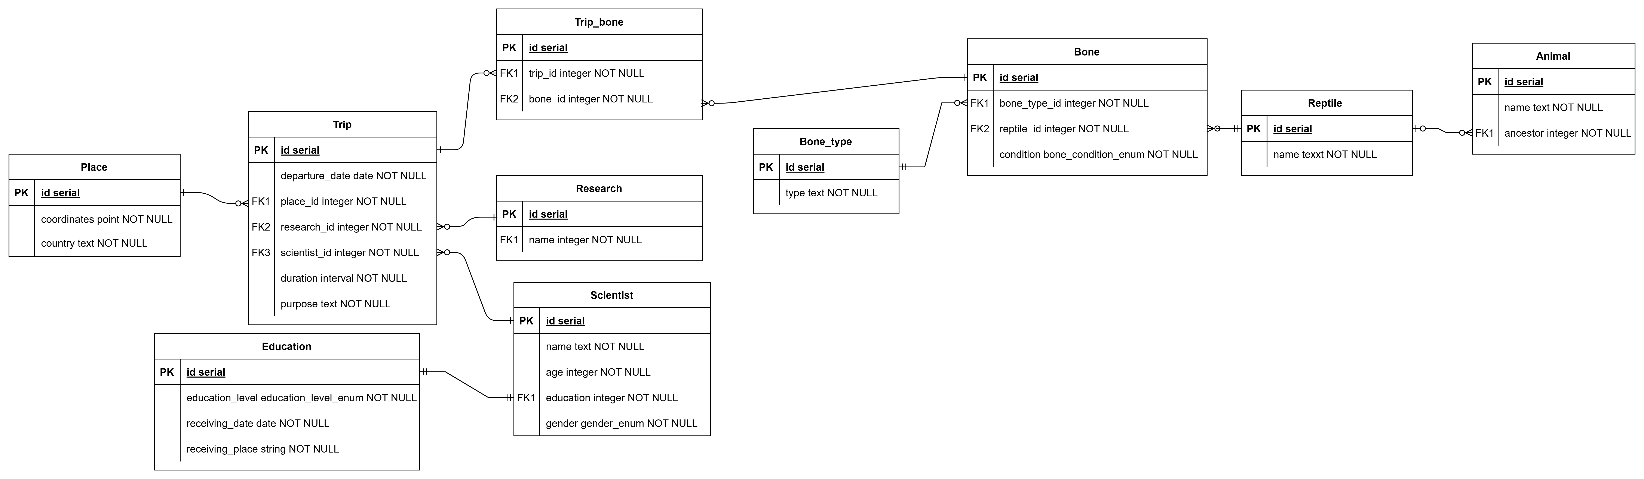 Trip_bone
PK id serial
FK1 trip_id integer NOT NULL
FK2 bone_id integer NOT NULL
Bone
PK id serial
FK1 bone_type_id integer NOT NULL
FK2 reptile_id integer NOT NULL
condition bone_condition_enum NOT NULL
Animal
PK id serial
name text NOT NULL
FK1 ancestor integer NOT NULL
Reptile
PK id serial
name texxt NOT NULL
Trip
PK id serial
departure_date date NOT NULL
FK1 place_id integer NOT NULL
FK2 research_id integer NOT NULL
FK3 scientist_id integer NOT NULL
duration interval NOT NULL
purpose text NOT NULL
Bone_type
PK id serial
type text NOT NULL
Place
PK id serial
coordinates point NOT NULL
country text NOT NULL
Research
PK id serial
FK1 name integer NOT NULL
Scientist
PK id serial
name text NOT NULL
age integer NOT NULL
FK1 education integer NOT NULL
gender gender_enum NOT NULL
Education
PK id serial
education_level education_level_enum NOT NULL
receiving_date date NOT NULL
receiving_place string NOT NULL